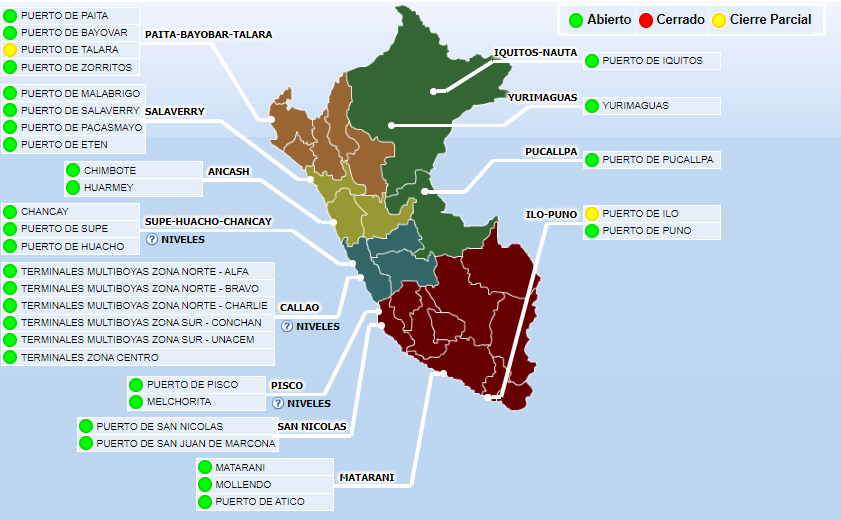 Abierto
Cerrado
Cierre Parcial
PUERTO DE PAITA
PUERTO DE BAYOVAR
PUERTO DE TALARA
PUERTO DE ZORRITOS
PAITA-BAYOBAR-TALARA
PUERTO DE MALABRIGO
PUERTO DE SALAVERRY
PUERTO DE PACASMAYO
PUERTO DE ETEN
SALAVERRY
CHIMBOTE
HUARMEY
ANCASH
CHANCAY
PUERTO DE SUPE
PUERTO DE HUACHO
SUPE-HUACHO-CHANCAY
? NIVELES
TERMINALES MULTIBOYAS ZONA NORTE - ALFA
TERMINALES MULTIBOYAS ZONA NORTE - BRAVO
TERMINALES MULTIBOYAS ZONA NORTE - CHARLIE
TERMINALES MULTIBOYAS ZONA SUR - CONCHAN
TERMINALES MULTIBOYAS ZONA SUR - UNACEM
TERMINALES ZONA CENTRO
CALLAO
? NIVELES
PUERTO DE PISCO
MELCHORITA
PISCO
? NIVELES
PUERTO DE SAN NICOLAS
PUERTO DE SAN JUAN DE MARCONA
SAN NICOLAS
MATARANI
MOLLENDO
PUERTO DE ATICO
MATARANI
IQUITOS-NAUTA
PUERTO DE IQUITOS
YURIMAGUAS
YURIMAGUAS
PUCALLPA
PUERTO DE PUCALLPA
ILO-PUNO
PUERTO DE ILO
PUERTO DE PUNO